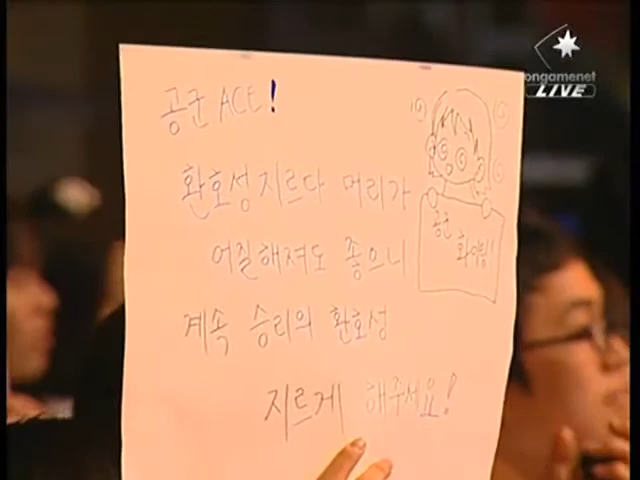 ongamenet
LIVE
공군 ACE!
환호성 지르다 머리가
어질해져도 좋으니
계속 승리의 환호성
지르게 해주세요!
공군
화이팅!!